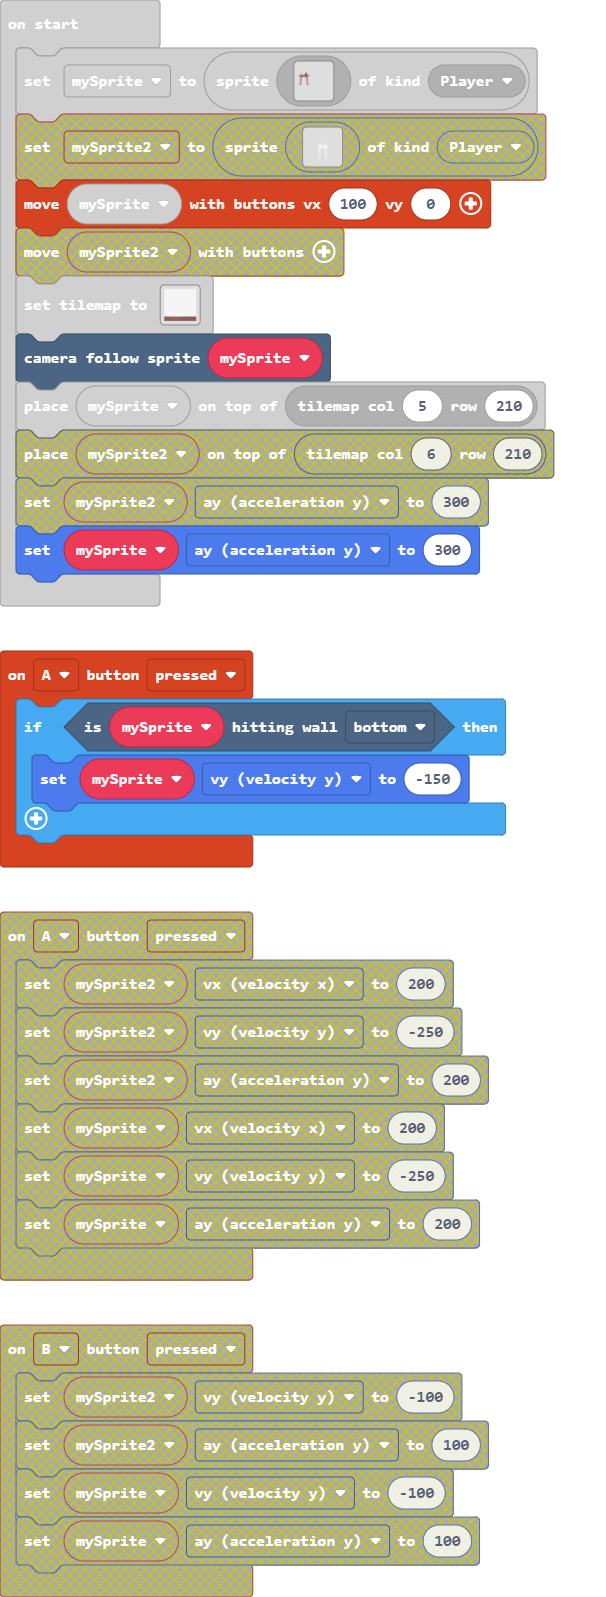 on start
set mySprite to sprite of kind Player
set mySprite2 to sprite of kind Player
move mySprite with buttons vx 100 vy 0
move mySprite2 with buttons
set tilemap to
camera follow sprite mySprite
place mySprite on top of tilemap col 5 row 210
place mySprite2 on top of tilemap col 6 row 210
set mySprite2 ay (acceleration y) to 300
set mySprite ay (acceleration y) to 300
on A button pressed
if is mySprite hitting wall bottom then
set mySprite vy (velocity y) to -150
on A button pressed
set mySprite2 vx (velocity x) to 200
set mySprite2 vy (velocity y) to -250
set mySprite2 ay (acceleration y) to 200
set mySprite vx (velocity x) to 200
set mySprite vy (velocity y) to -250
set mySprite ay (acceleration y) to 200
on B button pressed
set mySprite2 vy (velocity y) to -100
set mySprite2 ay (acceleration y) to 100
set mySprite vy (velocity y) to -100
set mySprite ay (acceleration y) to 100